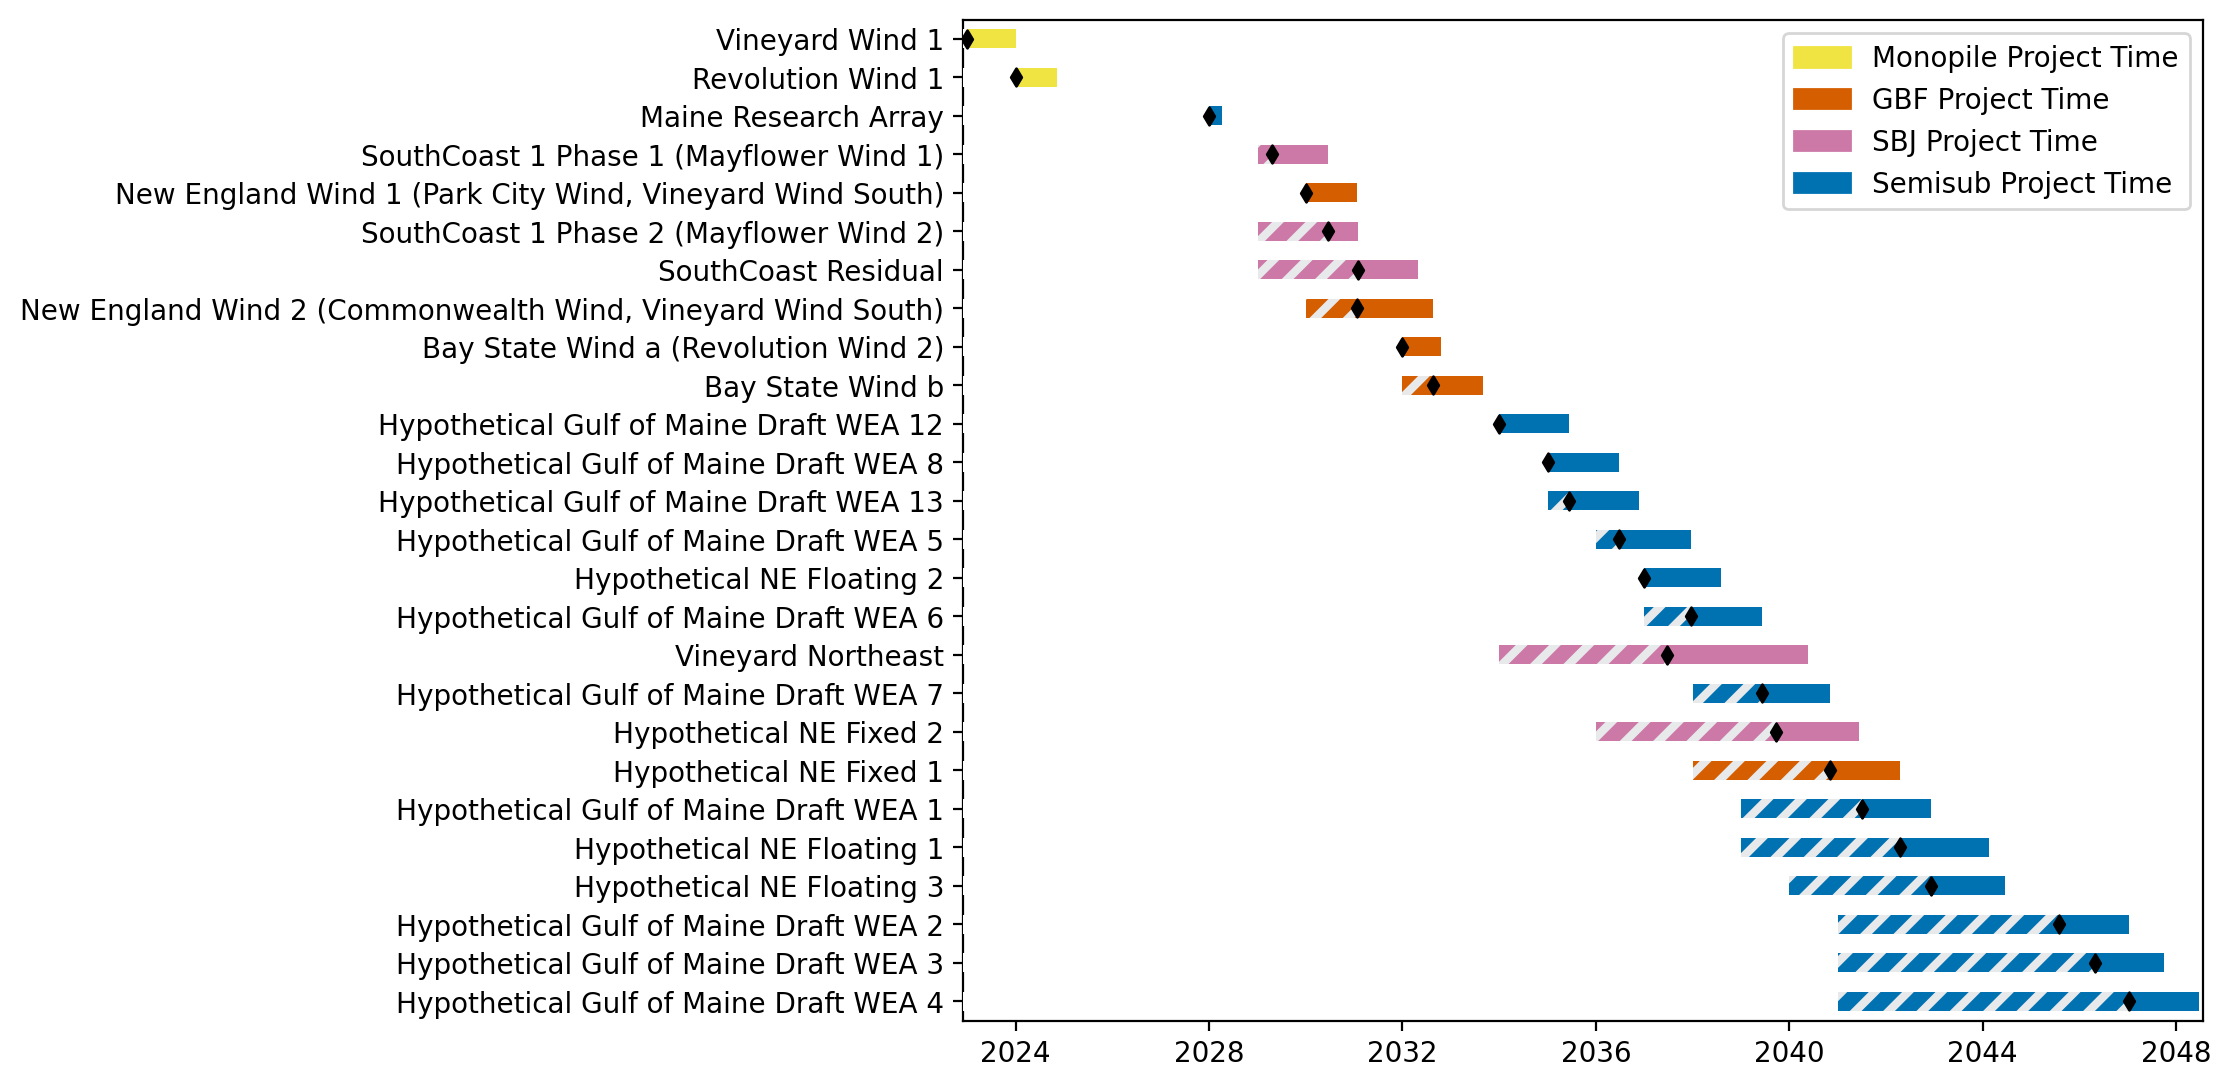 Vineyard Wind 1
Revolution Wind 1
Maine Research Array
SouthCoast 1 Phase 1 (Mayflower Wind 1)
New England Wind 1 (Park City Wind, Vineyard Wind South)
SouthCoast 1 Phase 2 (Mayflower Wind 2)
SouthCoast Residual
New England Wind 2 (Commonwealth Wind, Vineyard Wind South)
Bay State Wind a (Revolution Wind 2)
Bay State Wind b
Hypothetical Gulf of Maine Draft WEA 12
Hypothetical Gulf of Maine Draft WEA 8
Hypothetical Gulf of Maine Draft WEA 13
Hypothetical Gulf of Maine Draft WEA 5
Hypothetical NE Floating 2
Hypothetical Gulf of Maine Draft WEA 6
Vineyard Northeast
Hypothetical Gulf of Maine Draft WEA 7
Hypothetical NE Fixed 2
Hypothetical NE Fixed 1
Hypothetical Gulf of Maine Draft WEA 1
Hypothetical NE Floating 1
Hypothetical NE Floating 3
Hypothetical Gulf of Maine Draft WEA 2
Hypothetical Gulf of Maine Draft WEA 3
Hypothetical Gulf of Maine Draft WEA 4
Monopile Project Time
GBF Project Time
SBJ Project Time
Semisub Project Time
2024 2028 2032 2036 2040 2044 2048